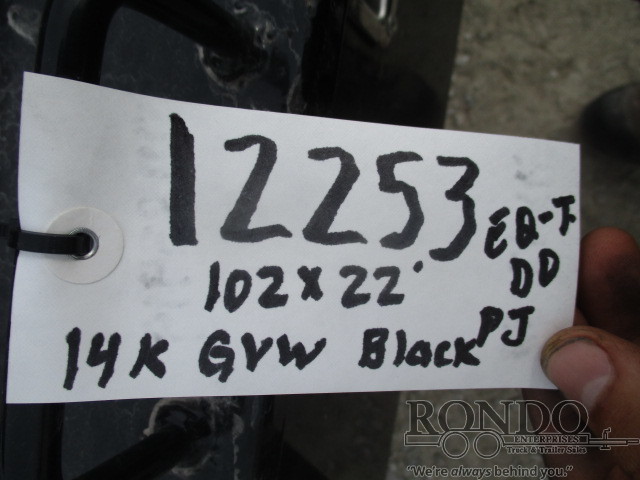 12253
EQ-T
DD
102 x 22'
PJ
14K GVW Black
RONDO
ENTERPRISES
Truck & Trailer Sales
"We're always behind you."